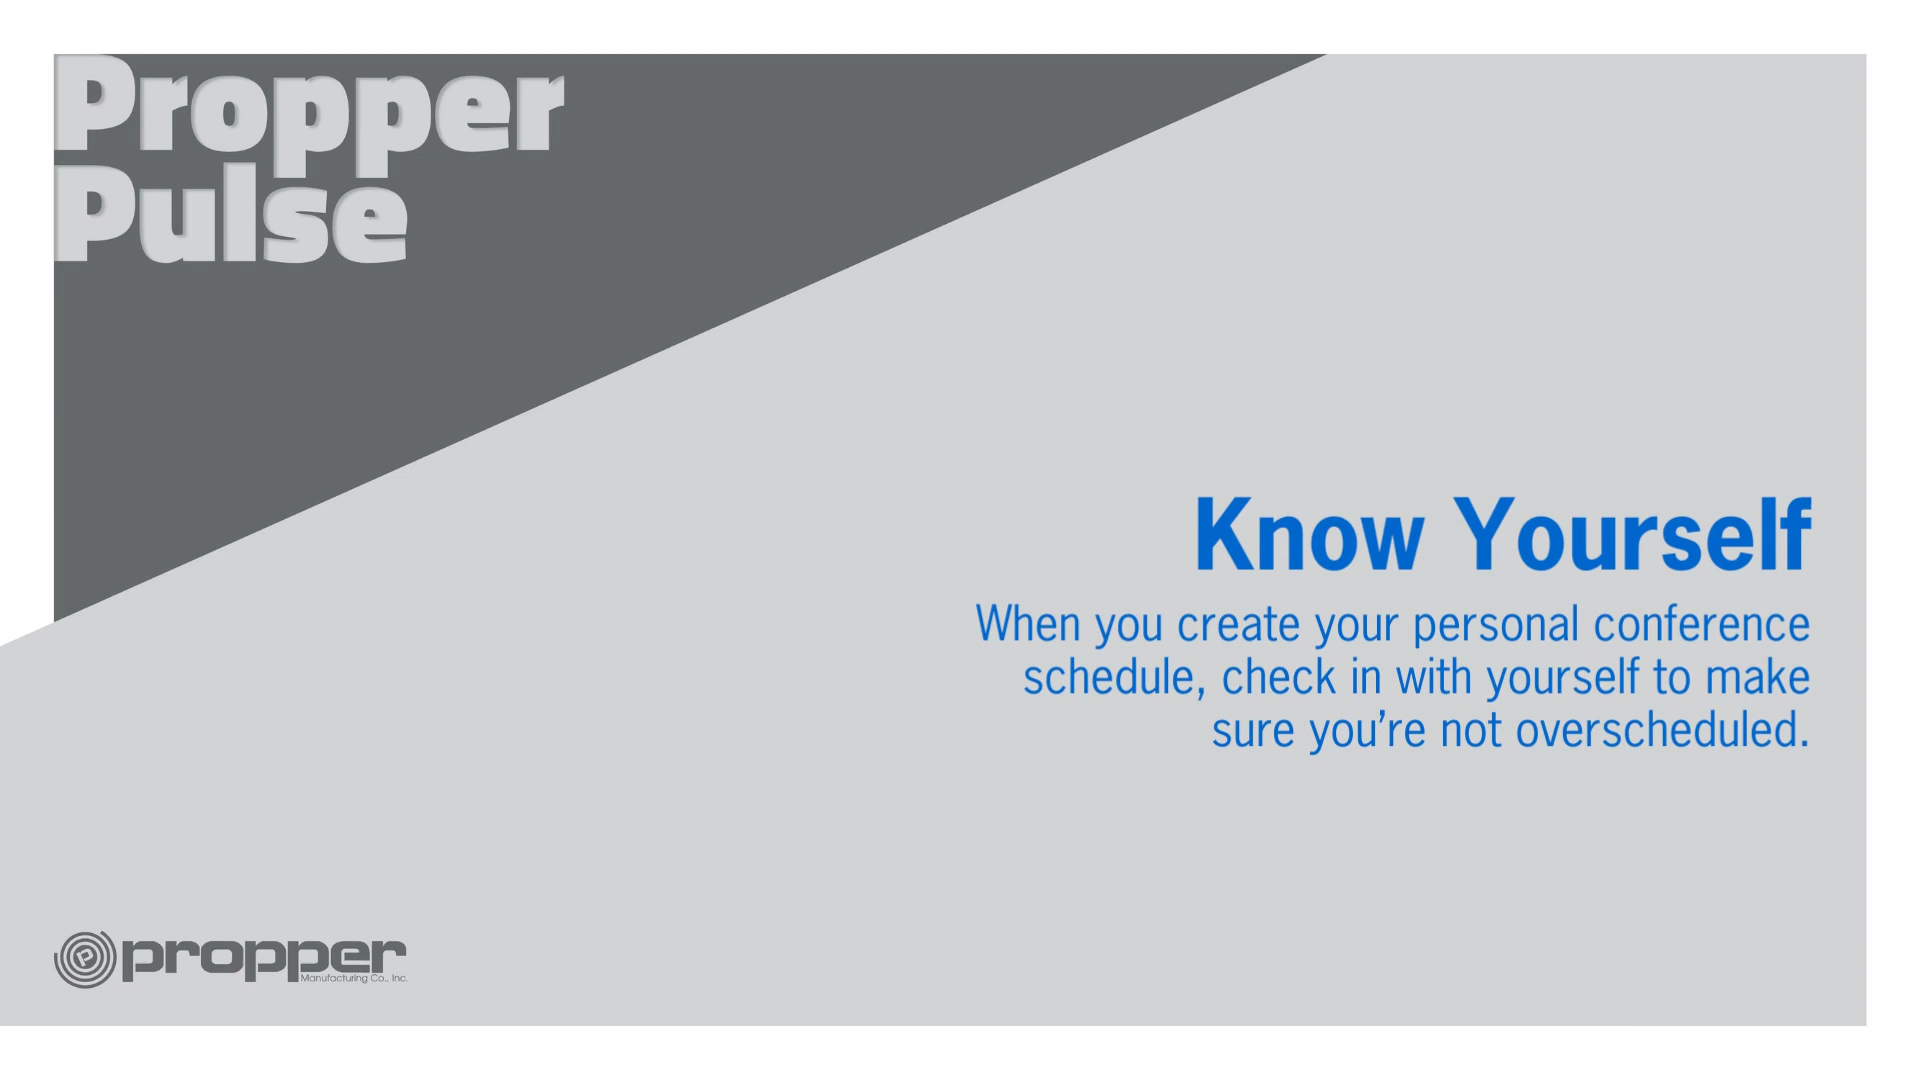 Propper
Pulse
Know Yourself
When you create your personal conference
schedule, check in with yourself to make
sure you’re not overscheduled.
P propper
Manufacturing Co., Inc.